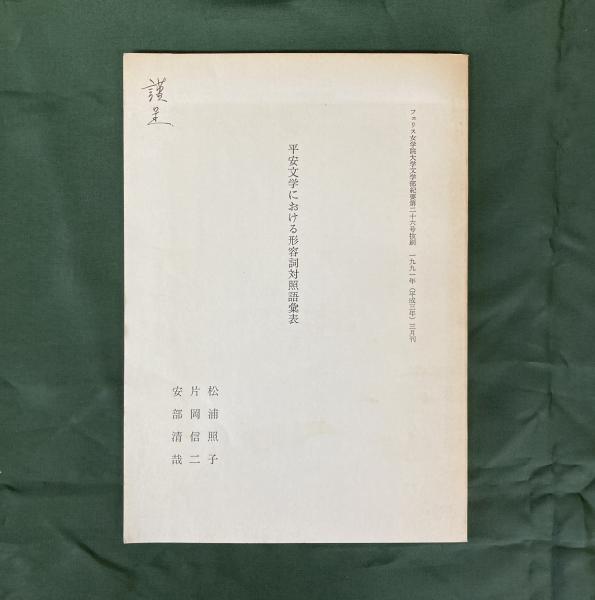 フェリス女学院大学文学部紀要第二十六号抜刷　一九九一年（平成三年）三月刊
平安文学における形容詞対照語彙表
松浦照子
片岡信二
安部清哉
謹呈